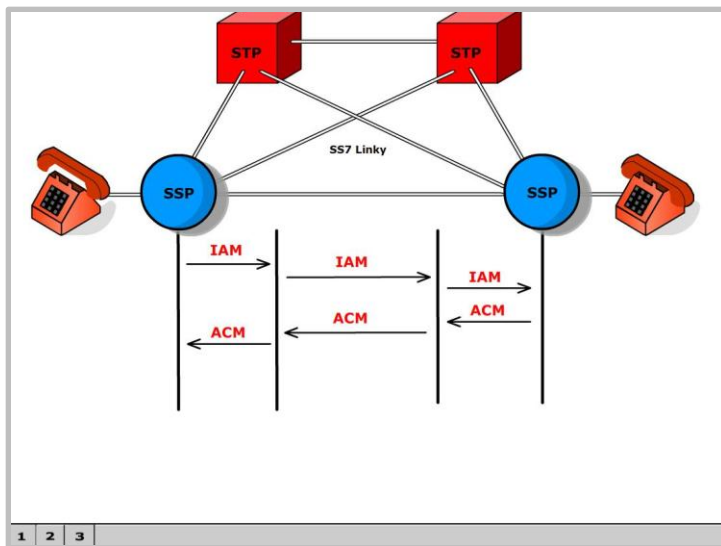 STP STP
SS7 Linky
SSP SSP
IAM
IAM
IAM
ACM
ACM
ACM
1 2 3